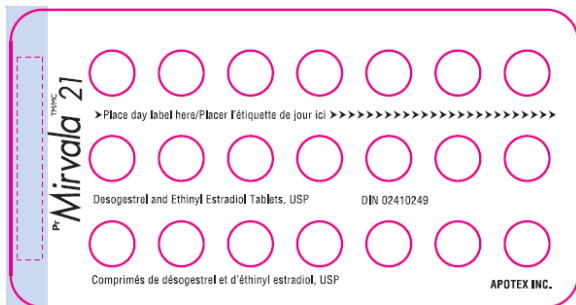 Pr Mirvala TM/MC 21
➤Place day label here/Placer l'étiquette de jour ici ➤➤➤➤➤➤➤➤➤➤➤➤➤➤➤➤➤➤➤➤➤➤➤➤
Desogestrel and Ethinyl Estradiol Tablets, USP DIN 02410249
Comprimés de désogestrel et d'éthinyl estradiol, USP
APOTEX INC.